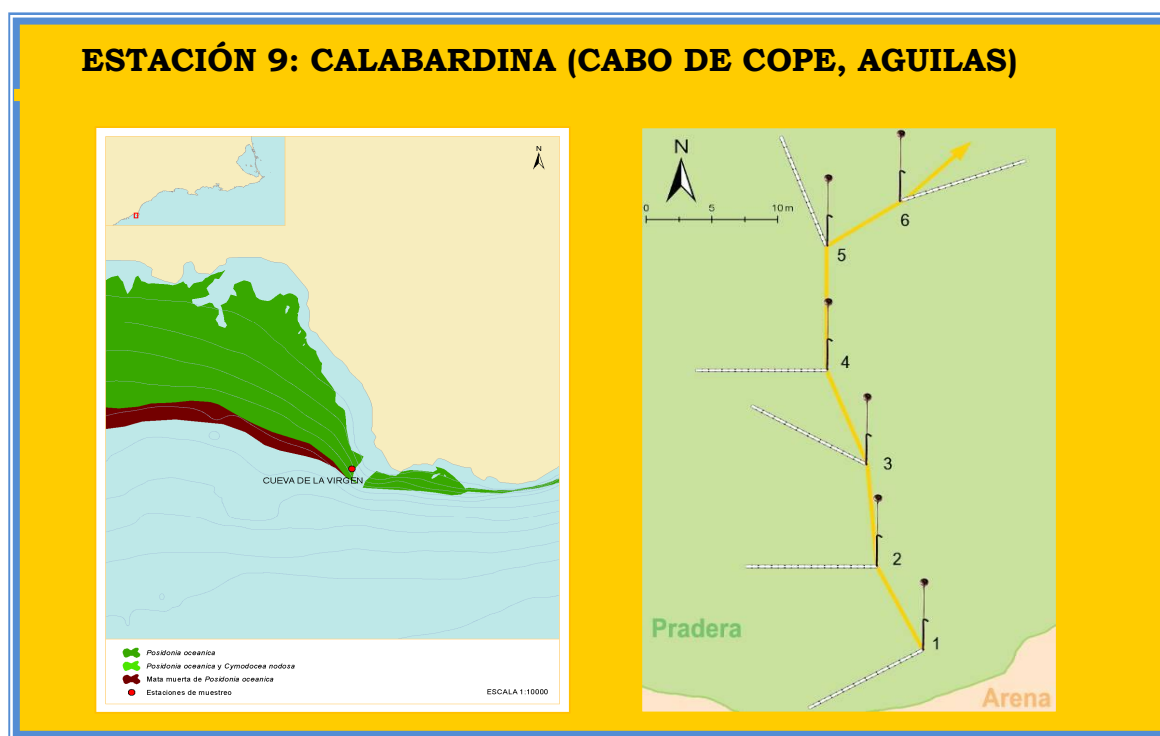 ESTACIÓN 9: CALABARDINA (CABO DE COPE, AGUILAS)
N
CUEVA DE LA VIRGEN
Posidonia oceanica
Posidonia oceanica y Cymodocea nodosa
Mata muerta de Posidonia oceanica
Estaciones de muestreo
ESCALA 1:10000
N
0 5 10 m
6
5
4
3
2
1
Pradera
Arena